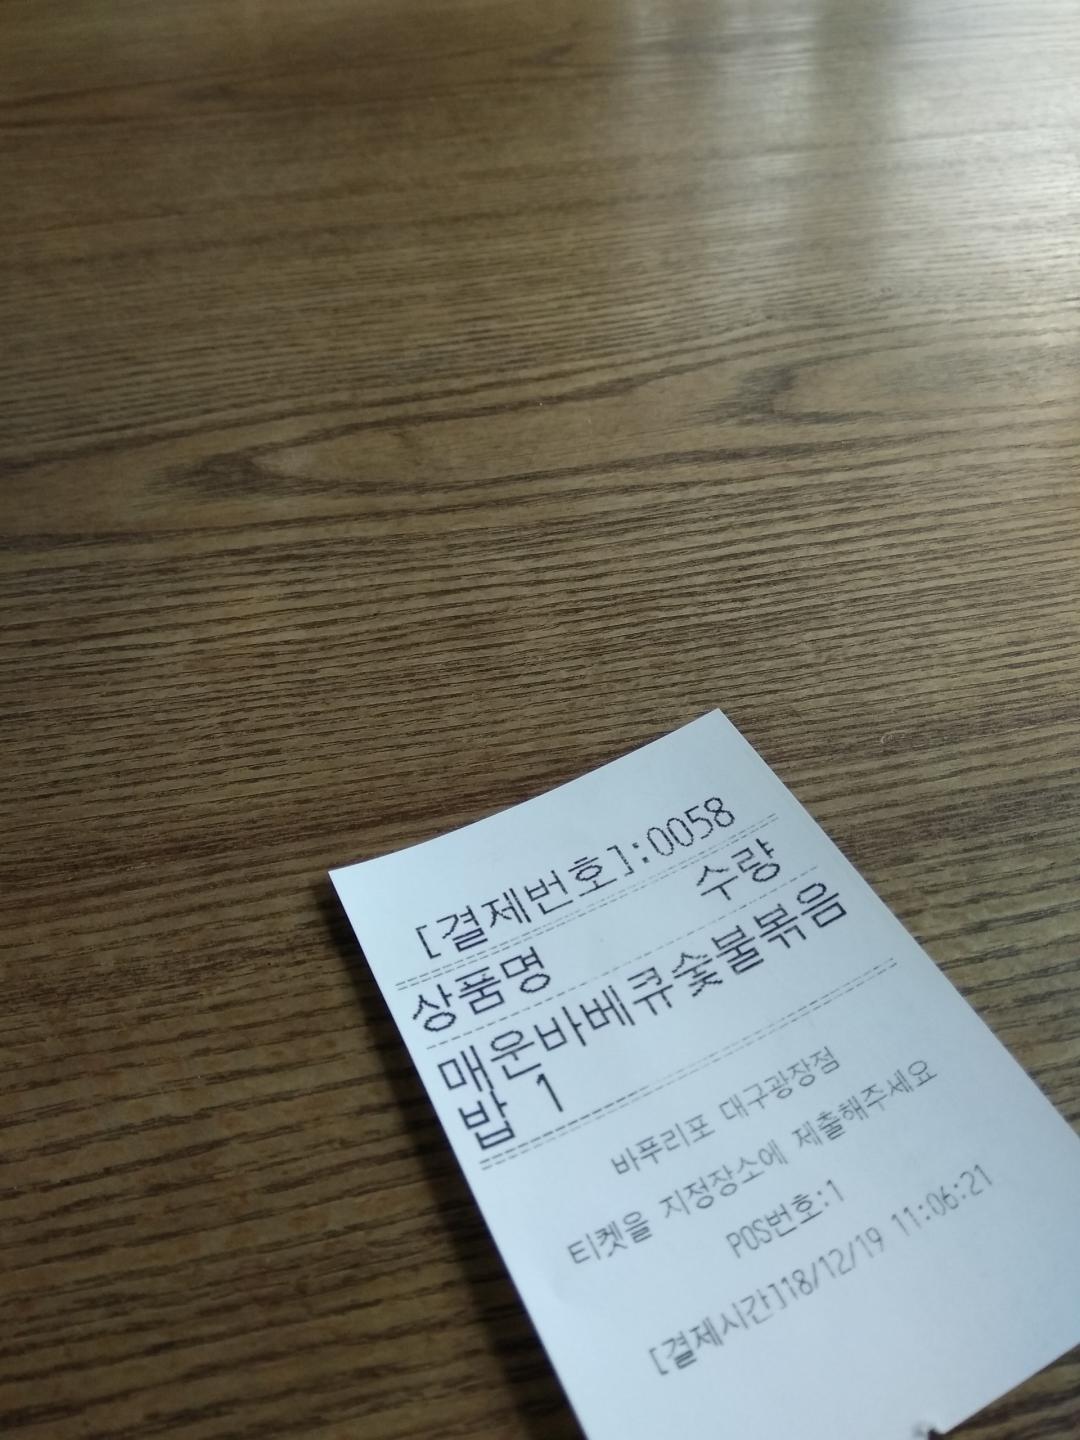 [결제번호]:0058
상품명 수량
매운바베큐숯불볶음
밥 1
바푸리포 대구광장점
티켓을 지정장소에 제출해주세요
POS번호:1
[결제시간]18/12/19 11:06:21